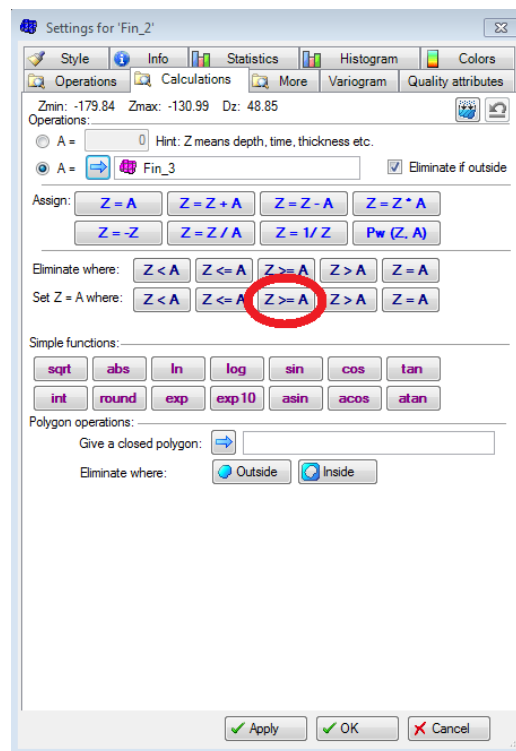 Settings for 'Fin_2'
Style Info Statistics Histogram Colors
Operations Calculations More Variogram Quality attributes
Zmin: -179.84 Zmax: -130.99 Dz: 48.85
Operations:
A = 0 Hint: Z means depth, time, thickness etc.
A = Fin_3 Eliminate if outside
Assign: Z = A Z = Z + A Z = Z - A Z = Z * A
Z = -Z Z = Z / A Z = 1/ Z Pw (Z, A)
Eliminate where: Z < A Z <= A Z >= A Z > A Z = A
Set Z = A where: Z < A Z <= A Z >= A Z > A Z = A
Simple functions:
sqrt abs ln log sin cos tan
int round exp exp10 asin acos atan
Polygon operations:
Give a closed polygon:
Eliminate where: Outside Inside
Apply OK Cancel